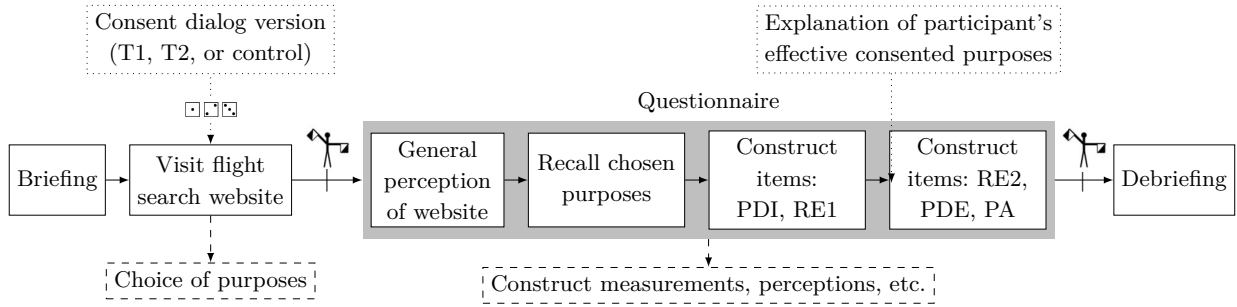 Consent dialog version
(T1, T2, or control)
Explanation of participant's
effective consented purposes
Questionnaire
Briefing
Visit flight
search website
General
perception
of website
Recall chosen
purposes
Construct
items:
PDI, RE1
Construct
items: RE2,
PDE, PA
Debriefing
Choice of purposes
Construct measurements, perceptions, etc.